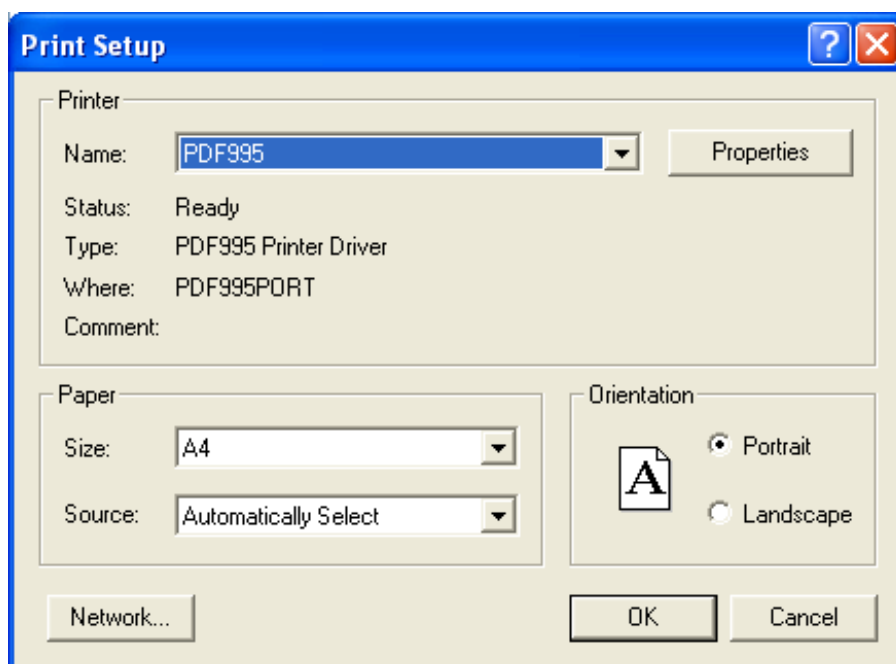 Print Setup
Printer
Name: PDF995 Properties
Status: Ready
Type: PDF995 Printer Driver
Where: PDF995PORT
Comment:
Paper
Size: A4
Source: Automatically Select
Orientation
A
Portrait
Landscape
Network... OK Cancel